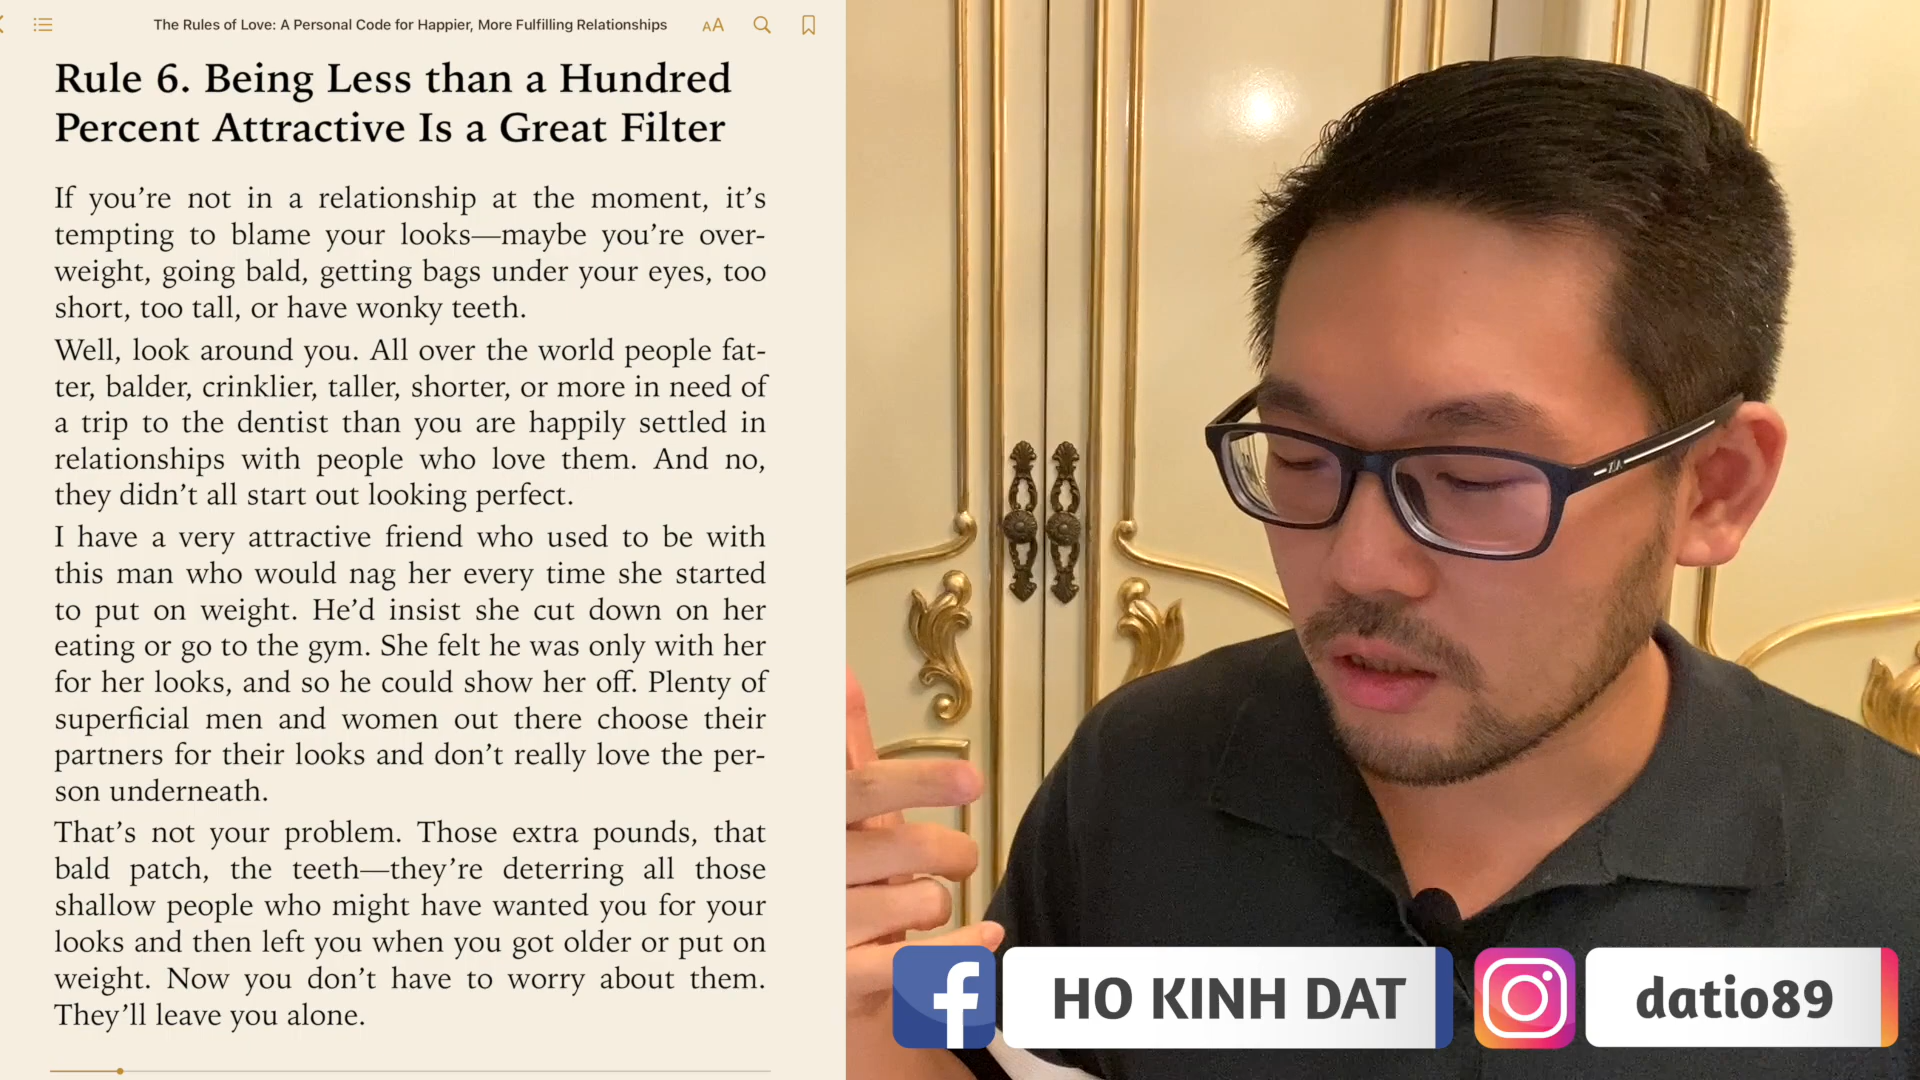 The Rules of Love: A Personal Code for Happier, More Fulfilling Relationships
AA
Rule 6. Being Less than a Hundred
Percent Attractive Is a Great Filter
If you’re not in a relationship at the moment, it’s
tempting to blame your looks—maybe you’re over-
weight, going bald, getting bags under your eyes, too
short, too tall, or have wonky teeth.
Well, look around you. All over the world people fat-
ter, balder, crinklier, taller, shorter, or more in need of
a trip to the dentist than you are happily settled in
relationships with people who love them. And no,
they didn’t all start out looking perfect.
I have a very attractive friend who used to be with
this man who would nag her every time she started
to put on weight. He’d insist she cut down on her
eating or go to the gym. She felt he was only with her
for her looks, and so he could show her off. Plenty of
superficial men and women out there choose their
partners for their looks and don’t really love the per-
son underneath.
That’s not your problem. Those extra pounds, that
bald patch, the teeth—they’re deterring all those
shallow people who might have wanted you for your
looks and then left you when you got older or put on
weight. Now you don’t have to worry about them.
They’ll leave you alone.
f HO KINH DAT
datio89